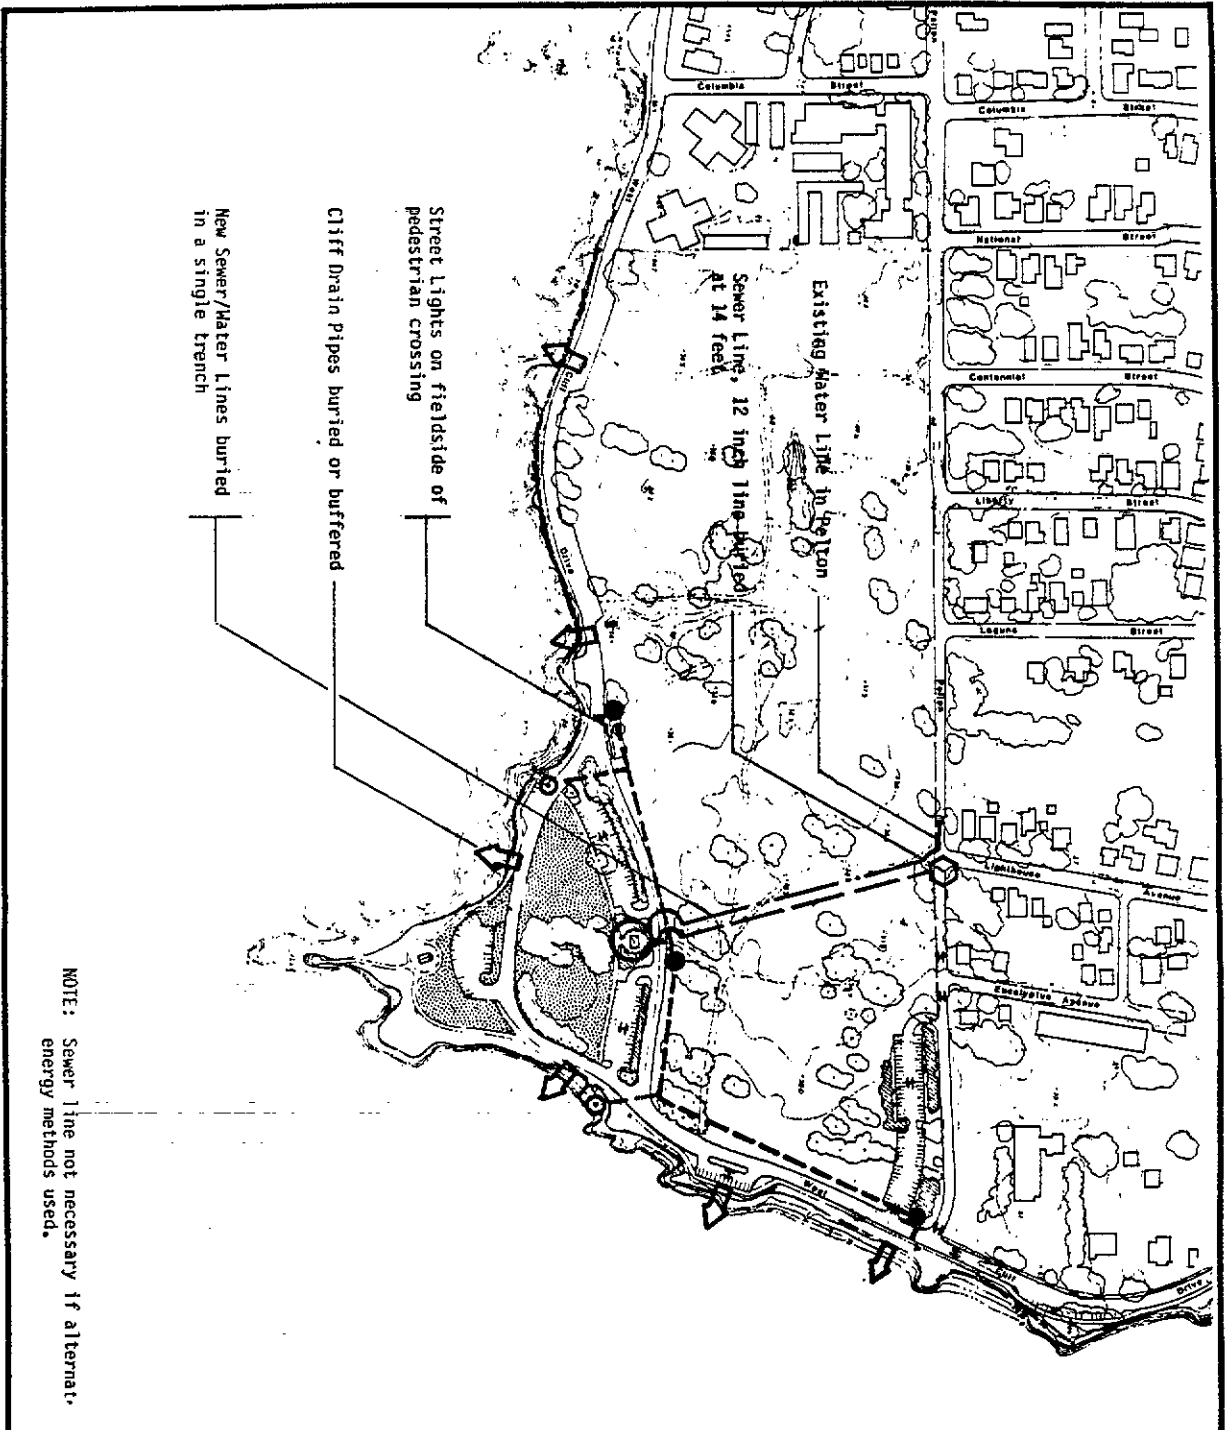 Columbia Street
Columbia Street
National Street
Centennial Street
Liberty Street
Laguna Street
Pelton
Pelton
Lighthouse Avenue
Eucalyptus Avenue
West
Cliff
Drive
West
Cliff
Drive
Existing Water Line in Pelton
Sewer Line, 12 inch line buried
at 14 feet
Street Lights on fieldside of
pedestrian crossing
Cliff Drain Pipes buried or buffered
New Sewer/Water Lines buried
in a single trench
NOTE: Sewer line not necessary if alternat.
energy methods used.